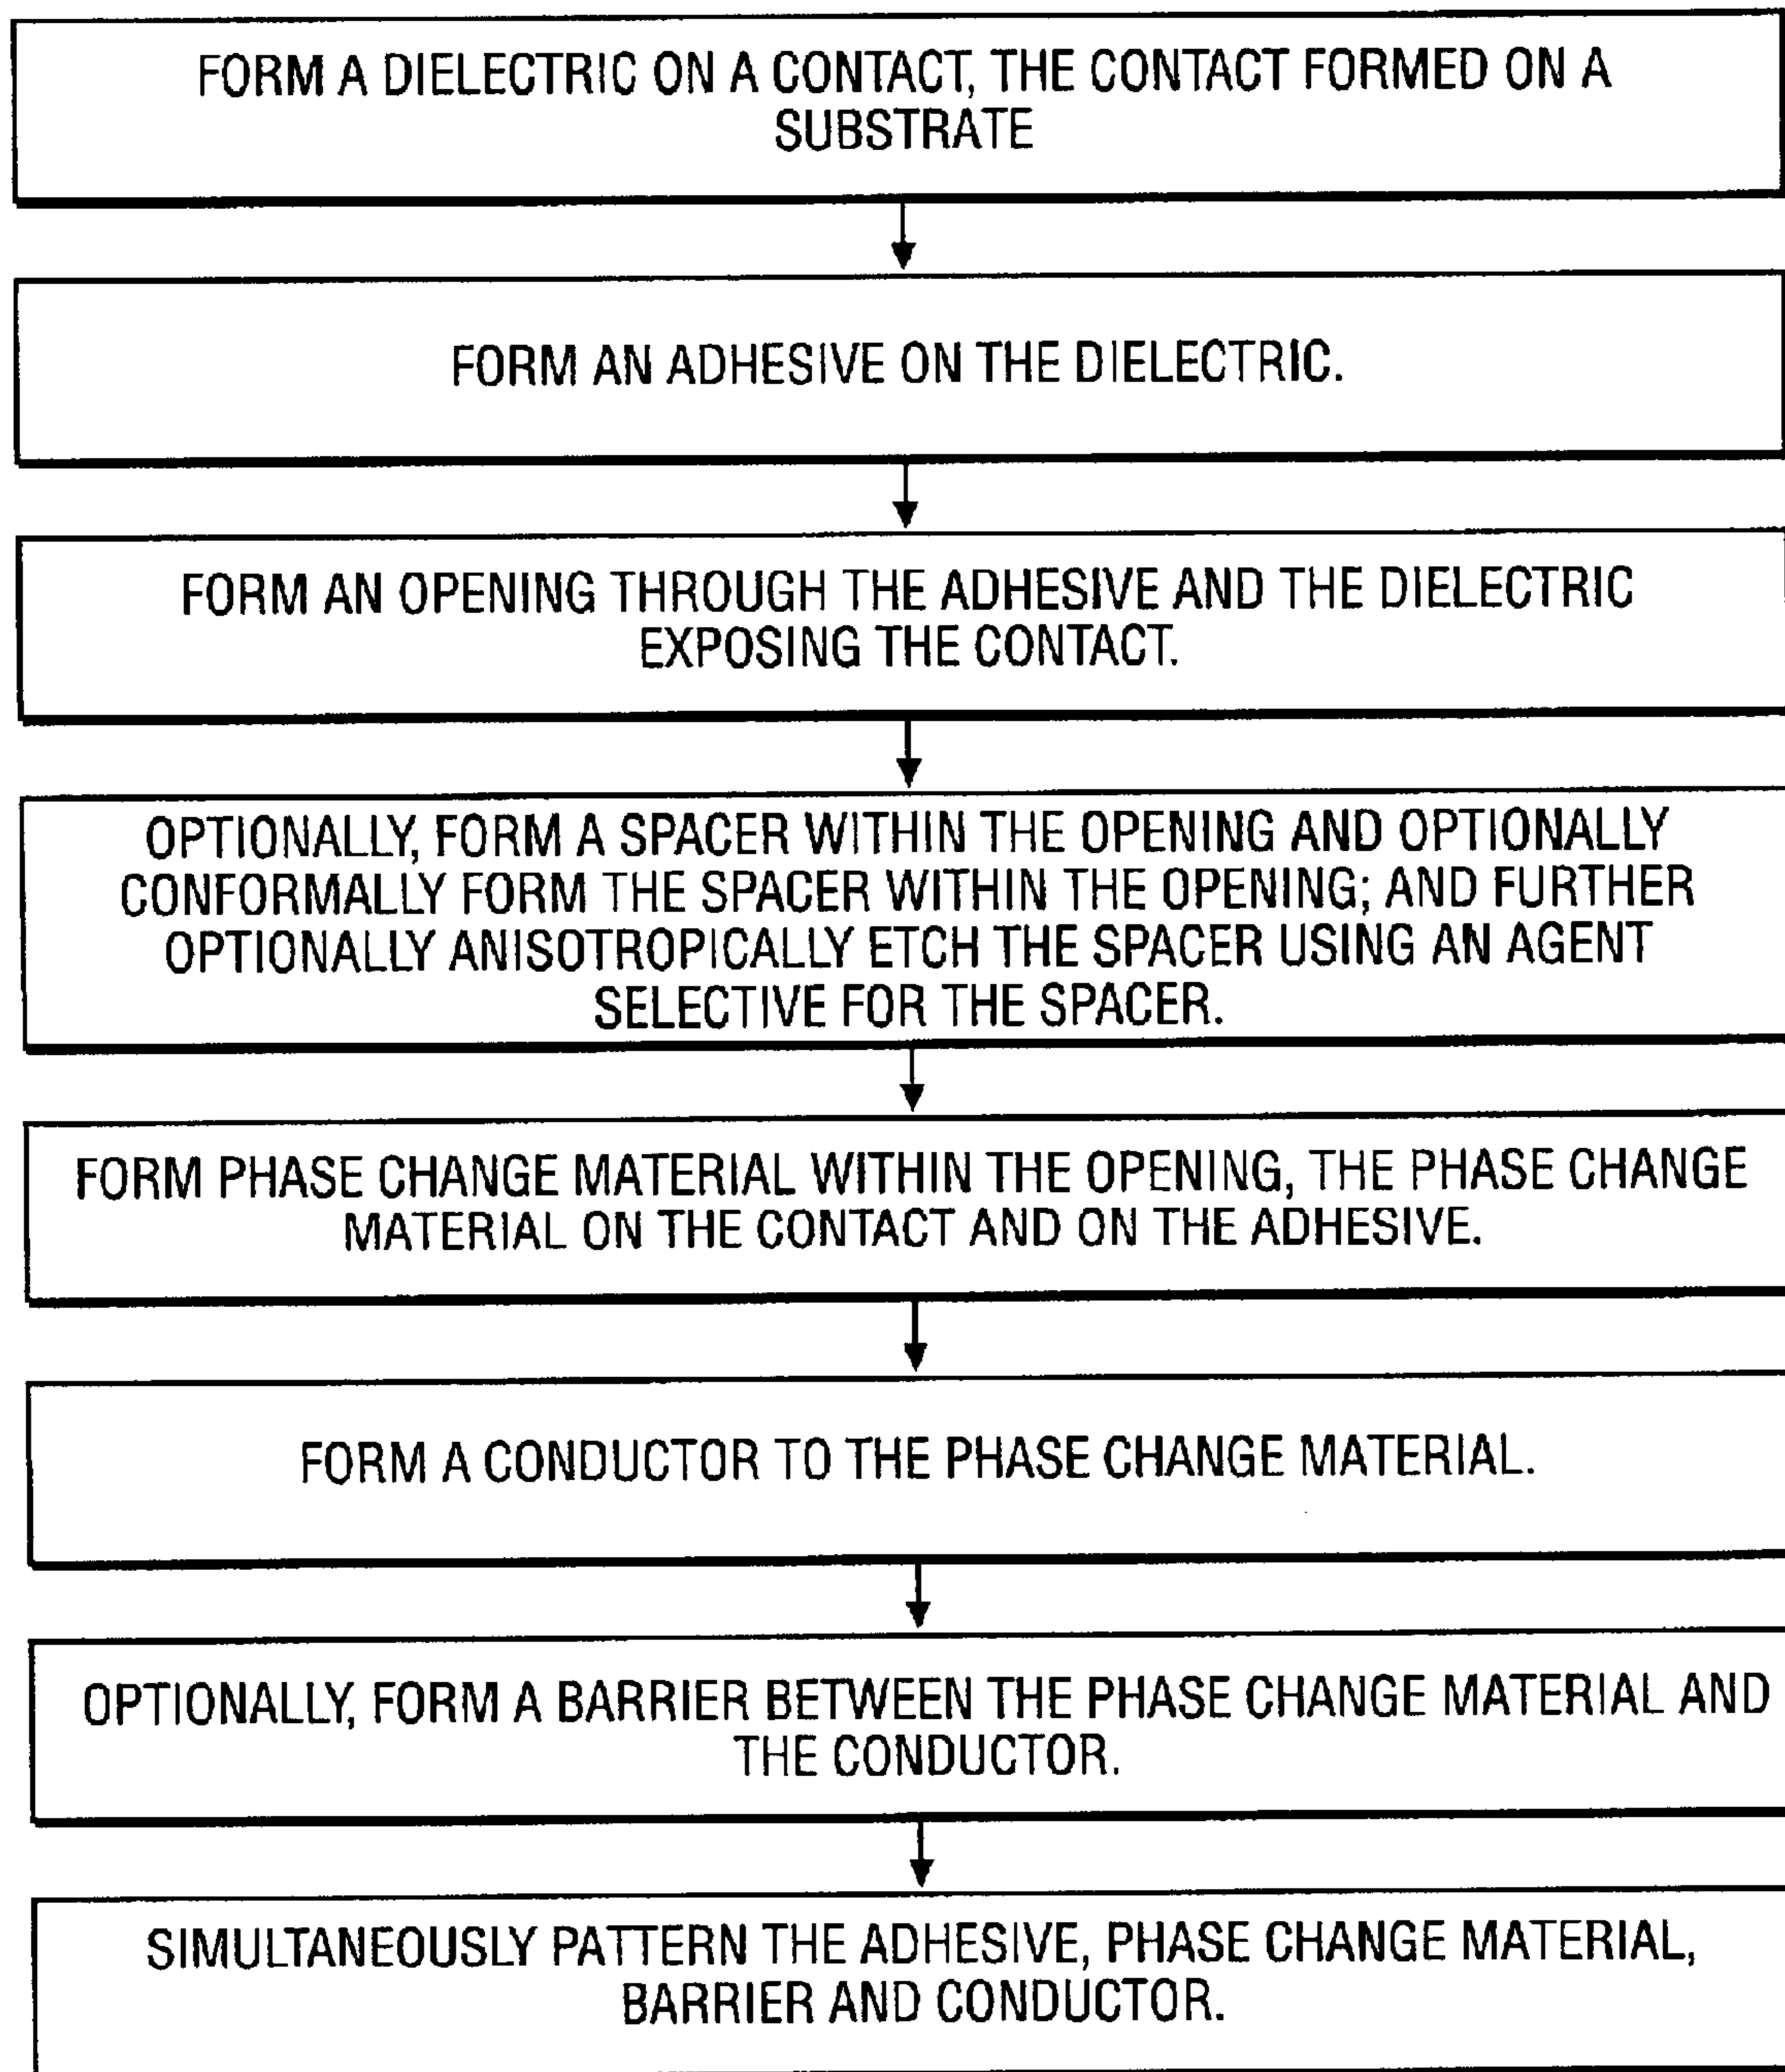 FORM A DIELECTRIC ON A CONTACT, THE CONTACT FORMED ON A
SUBSTRATE
FORM AN ADHESIVE ON THE DIELECTRIC.
FORM AN OPENING THROUGH THE ADHESIVE AND THE DIELECTRIC
EXPOSING THE CONTACT.
OPTIONALLY, FORM A SPACER WITHIN THE OPENING AND OPTIONALLY
CONFORMALLY FORM THE SPACER WITHIN THE OPENING; AND FURTHER
OPTIONALLY ANISOTROPICALLY ETCH THE SPACER USING AN AGENT
SELECTIVE FOR THE SPACER.
FORM PHASE CHANGE MATERIAL WITHIN THE OPENING, THE PHASE CHANGE
MATERIAL ON THE CONTACT AND ON THE ADHESIVE.
FORM A CONDUCTOR TO THE PHASE CHANGE MATERIAL.
OPTIONALLY, FORM A BARRIER BETWEEN THE PHASE CHANGE MATERIAL AND
THE CONDUCTOR.
SIMULTANEOUSLY PATTERN THE ADHESIVE, PHASE CHANGE MATERIAL,
BARRIER AND CONDUCTOR.